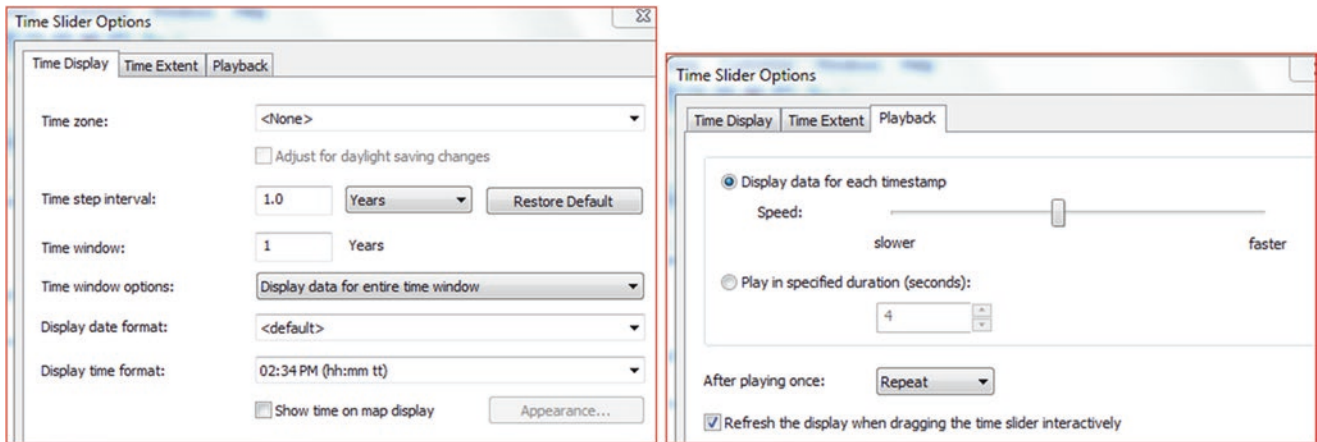 Time Slider Options
Time Display Time Extent Playback
Time zone: <None>
Adjust for daylight saving changes
Time step interval: 1.0 Years Restore Default
Time window: 1 Years
Time window options: Display data for entire time window
Display date format: <default>
Display time format: 02:34 PM (hh:mm tt)
Show time on map display Appearance...
Time Slider Options
Time Display Time Extent Playback
Display data for each timestamp
Speed:
slower faster
Play in specified duration (seconds):
4
After playing once: Repeat
Refresh the display when dragging the time slider interactively